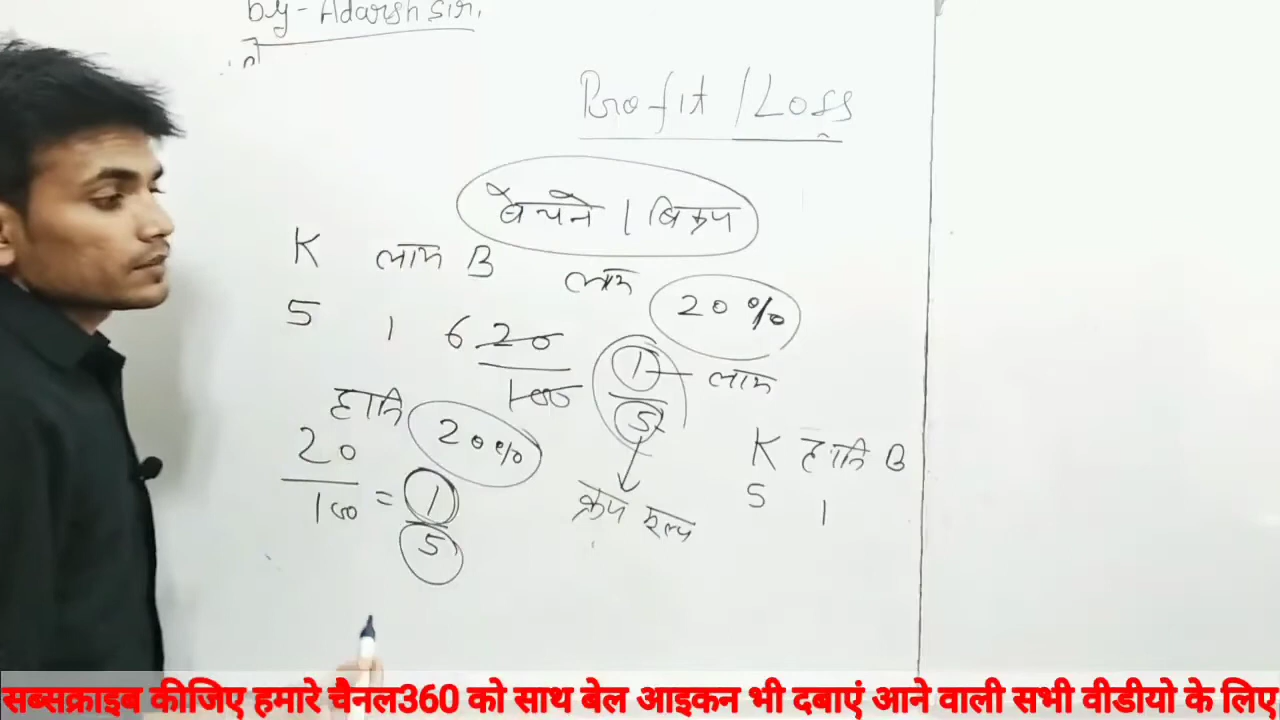 by - Adarsh Sir.
Profit / Loss
बेचने / विक्रय
K लाभ B लाभ 20%
5 1 6 20/100 1/5 लाभ
हानि 20%
20/100 = 1/5
क्रय मूल्य
K हानि B
5 1
सब्सक्राइब कीजिए हमारे चैनल360 को साथ बेल आइकन भी दबाएं आने वाली सभी वीडीयो के लिए